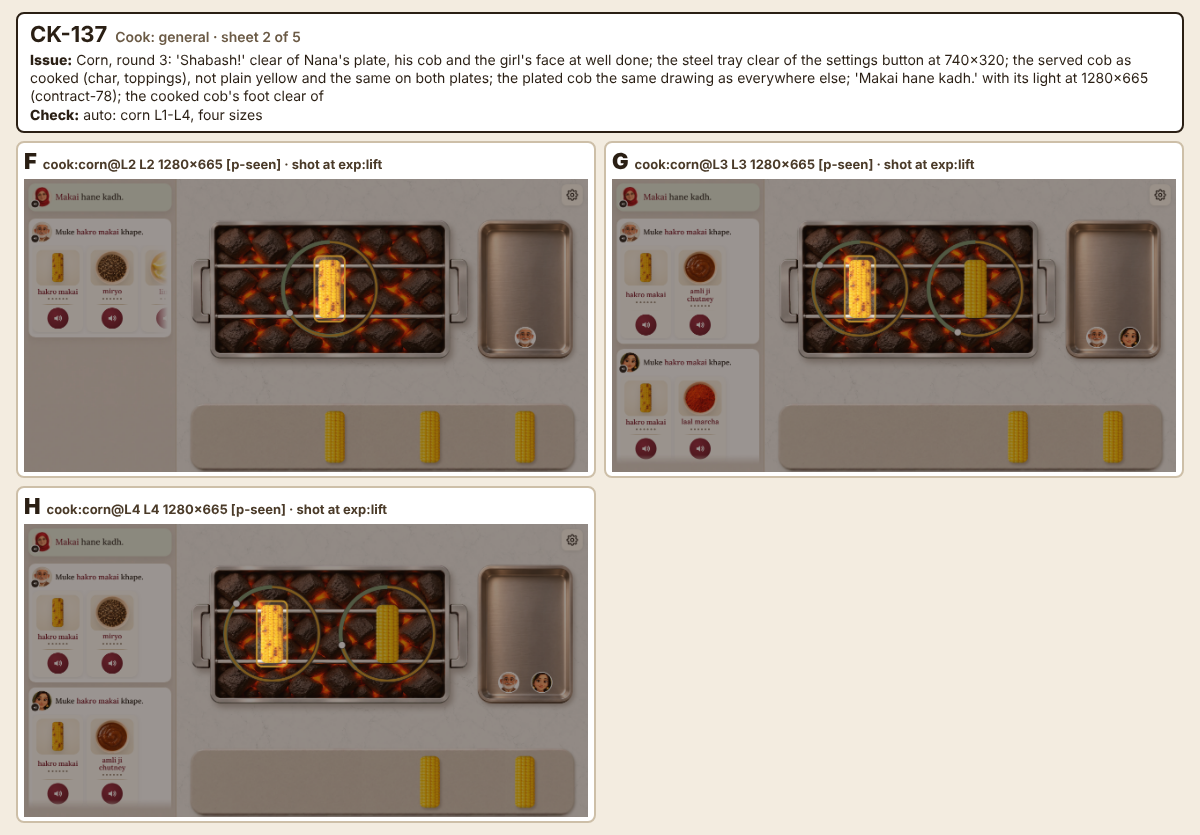 CK-137 Cook: general · sheet 2 of 5
Issue: Corn, round 3: 'Shabash!' clear of Nana's plate, his cob and the girl's face at well done; the steel tray clear of the settings button at 740×320; the served cob as
cooked (char, toppings), not plain yellow and the same on both plates; the plated cob the same drawing as everywhere else; 'Makai hane kadh.' with its light at 1280×665
(contract-78); the cooked cob's foot clear of
Check: auto: corn L1-L4, four sizes
F cook:corn@L2 L2 1280×665 [p-seen] · shot at exp:lift
Makai hane kadh.
Muke hakro makai khape.
hakro makai
miryo
G cook:corn@L3 L3 1280×665 [p-seen] · shot at exp:lift
Makai hane kadh.
Muke hakro makai khape.
hakro makai
amli ji
chutney
Muke hakro makai khape.
hakro makai
laal marcha
H cook:corn@L4 L4 1280×665 [p-seen] · shot at exp:lift
Makai hane kadh.
Muke hakro makai khape.
hakro makai
miryo
Muke hakro makai khape.
hakro makai
amli ji
chutney